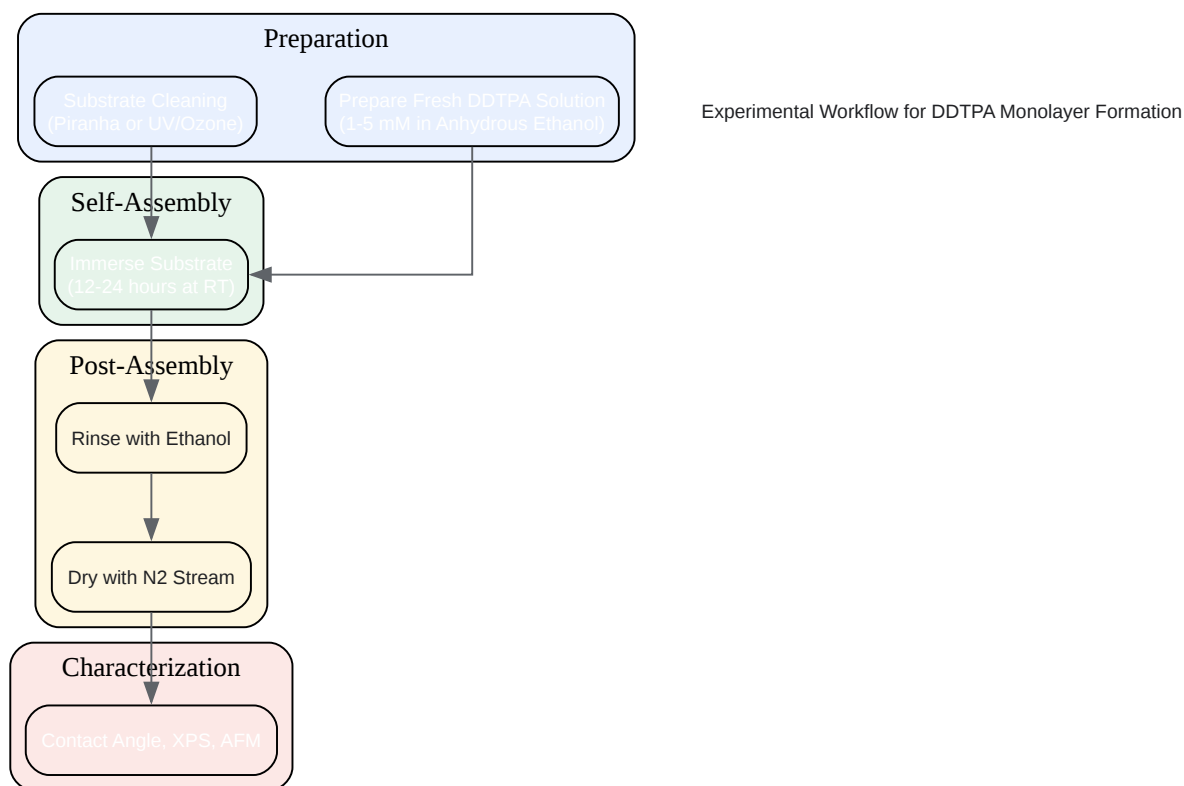 Preparation
Substrate Cleaning
(Piranha or UV/Ozone)
Prepare Fresh DDTPA Solution
(1-5 mM in Anhydrous Ethanol)
Experimental Workflow for DDTPA Monolayer Formation
Self-Assembly
Immerse Substrate
(12-24 hours at RT)
Post-Assembly
Rinse with Ethanol
Dry with N2 Stream
Characterization
Contact Angle, XPS, AFM